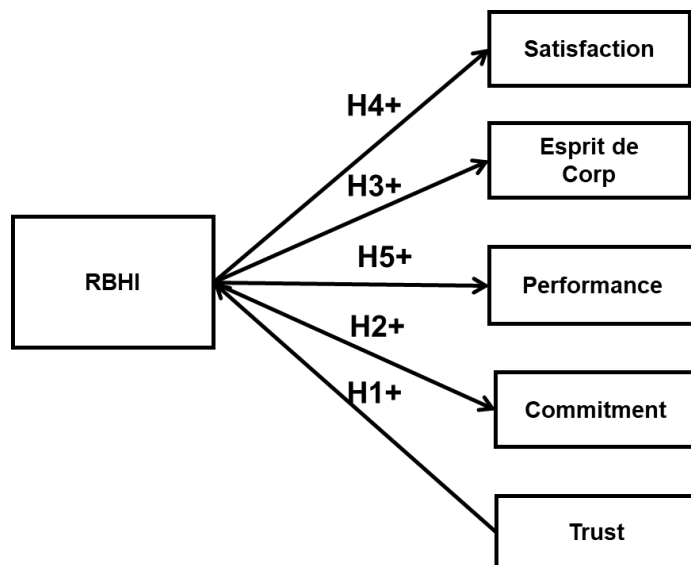 Satisfaction
H4+
Esprit de
Corp
H3+
RBHI
H5+
Performance
H2+
Commitment
H1+
Trust